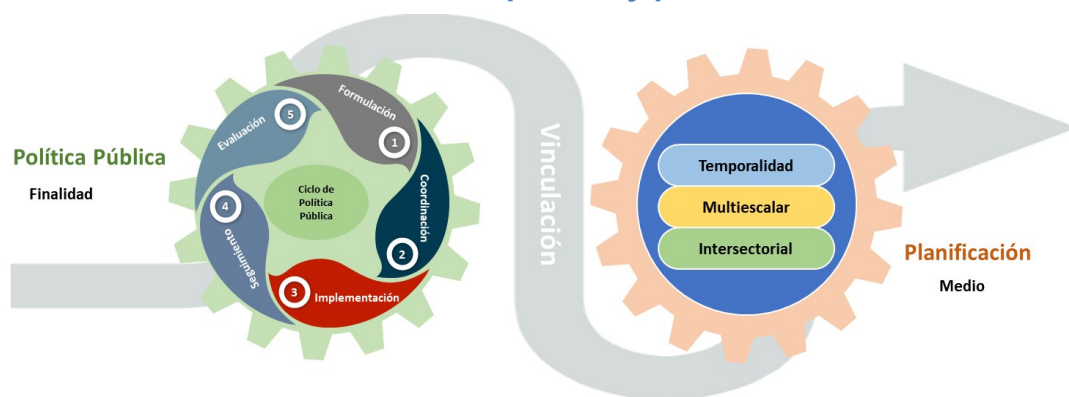 Política Pública
Finalidad
Formulación
1
Coordinación
2
Implementación
3
Seguimiento
4
Evaluación
5
Ciclo de
Política
Pública
Vinculación
Temporalidad
Multiescalar
Intersectorial
Planificación
Medio